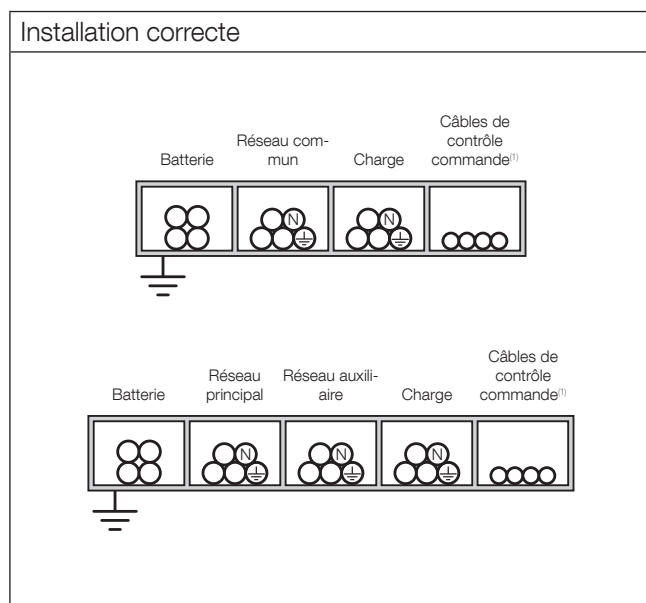 Installation correcte
Câbles de
contrôle
commande(1)
Réseau com-
mun
Batterie
Charge
N
N
Câbles de
contrôle
commande(1)
Réseau
principal
Réseau auxili-
aire
Batterie
Charge
N
N
N